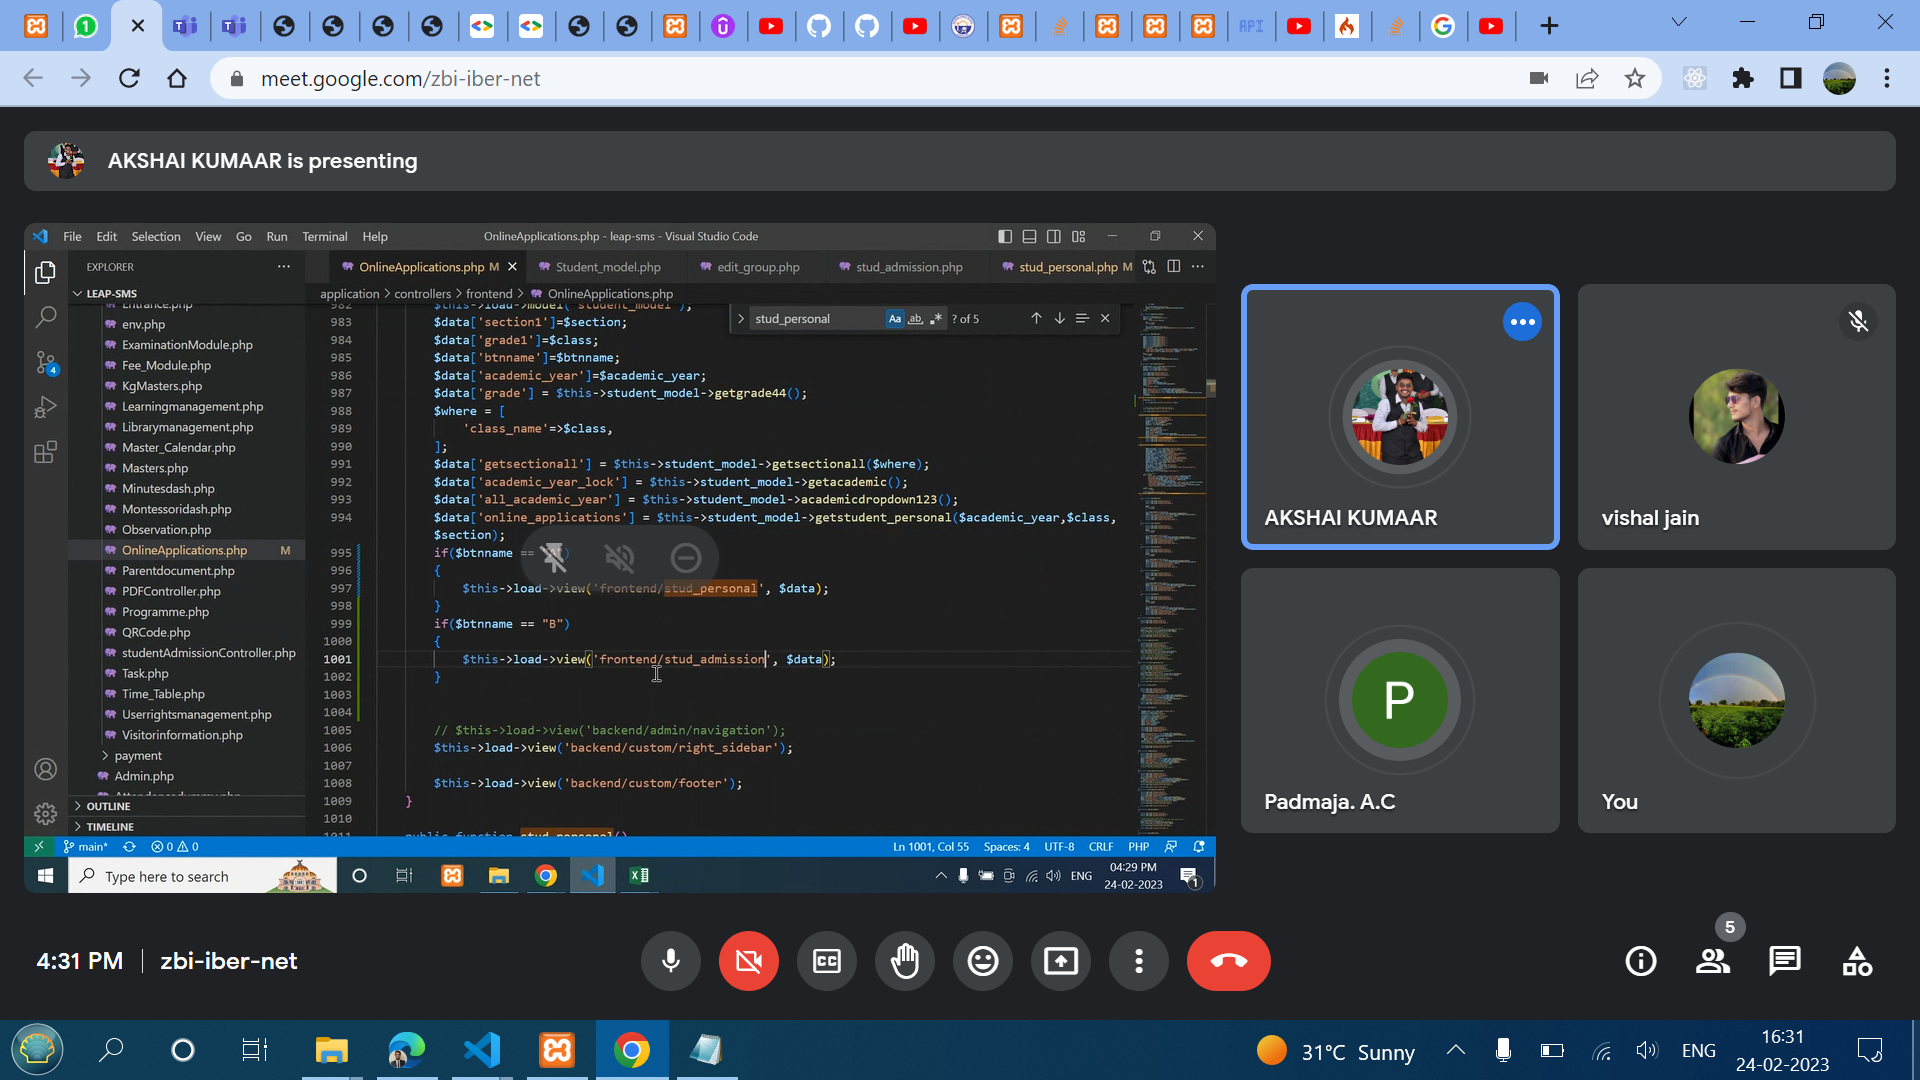 meet.google.com/zbi-iber-net
AKSHAI KUMAAR is presenting
File Edit Selection View Go Run Terminal Help
OnlineApplications.php - leap-sms - Visual Studio Code
EXPLORER
OnlineApplications.php M
Student_model.php
edit_group.php
stud_admission.php
stud_personal.php M
LEAP-SMS
application > controllers > frontend > OnlineApplications.php
stud_personal
Aa
ab
? of 5
env.php
ExaminationModule.php
Fee_Module.php
KgMasters.php
Learningmanagement.php
Librarymanagement.php
Master_Calendar.php
Masters.php
Minutesdash.php
Montessoridash.php
Observation.php
OnlineApplications.php M
Parentdocument.php
PDFController.php
Programme.php
QRCode.php
studentAdmissionController.php
Task.php
Time_Table.php
Userrightsmanagement.php
Visitorinformation.php
payment
Admin.php
OUTLINE
TIMELINE
982 $this->load->model('student_model');
983 $data['section1']=$section;
984 $data['grade1']=$class;
985 $data['btnname']=$btnname;
986 $data['academic_year']=$academic_year;
987 $data['grade'] = $this->student_model->getgrade44();
988 $where = [
989 'class_name'=>$class,
990 ];
991 $data['getsectionall'] = $this->student_model->getsectionall($where);
992 $data['academic_year_lock'] = $this->student_model->getacademic();
993 $data['all_academic_year'] = $this->student_model->academicdropdown123();
994 $data['online_applications'] = $this->student_model->getstudent_personal($academic_year,$class,
$section);
995 if($btnname ==
996 {
997 $this->load->view('frontend/stud_personal', $data);
998 }
999 if($btnname == "B")
1000 {
1001 $this->load->view('frontend/stud_admission', $data);
1002 }
1003
1004
1005 // $this->load->view('backend/admin/navigation');
1006 $this->load->view('backend/custom/right_sidebar');
1007
1008 $this->load->view('backend/custom/footer');
1009 }
1010
1011 public function stud_personal()
4
main*
0 0
Ln 1001, Col 55 Spaces: 4 UTF-8 CRLF PHP
Type here to search
ENG
04:29 PM
24-02-2023
1
AKSHAI KUMAAR
vishal jain
P
Padmaja. A.C
You
4:31 PM | zbi-iber-net
CC
5
31°C Sunny
ENG
16:31
24-02-2023